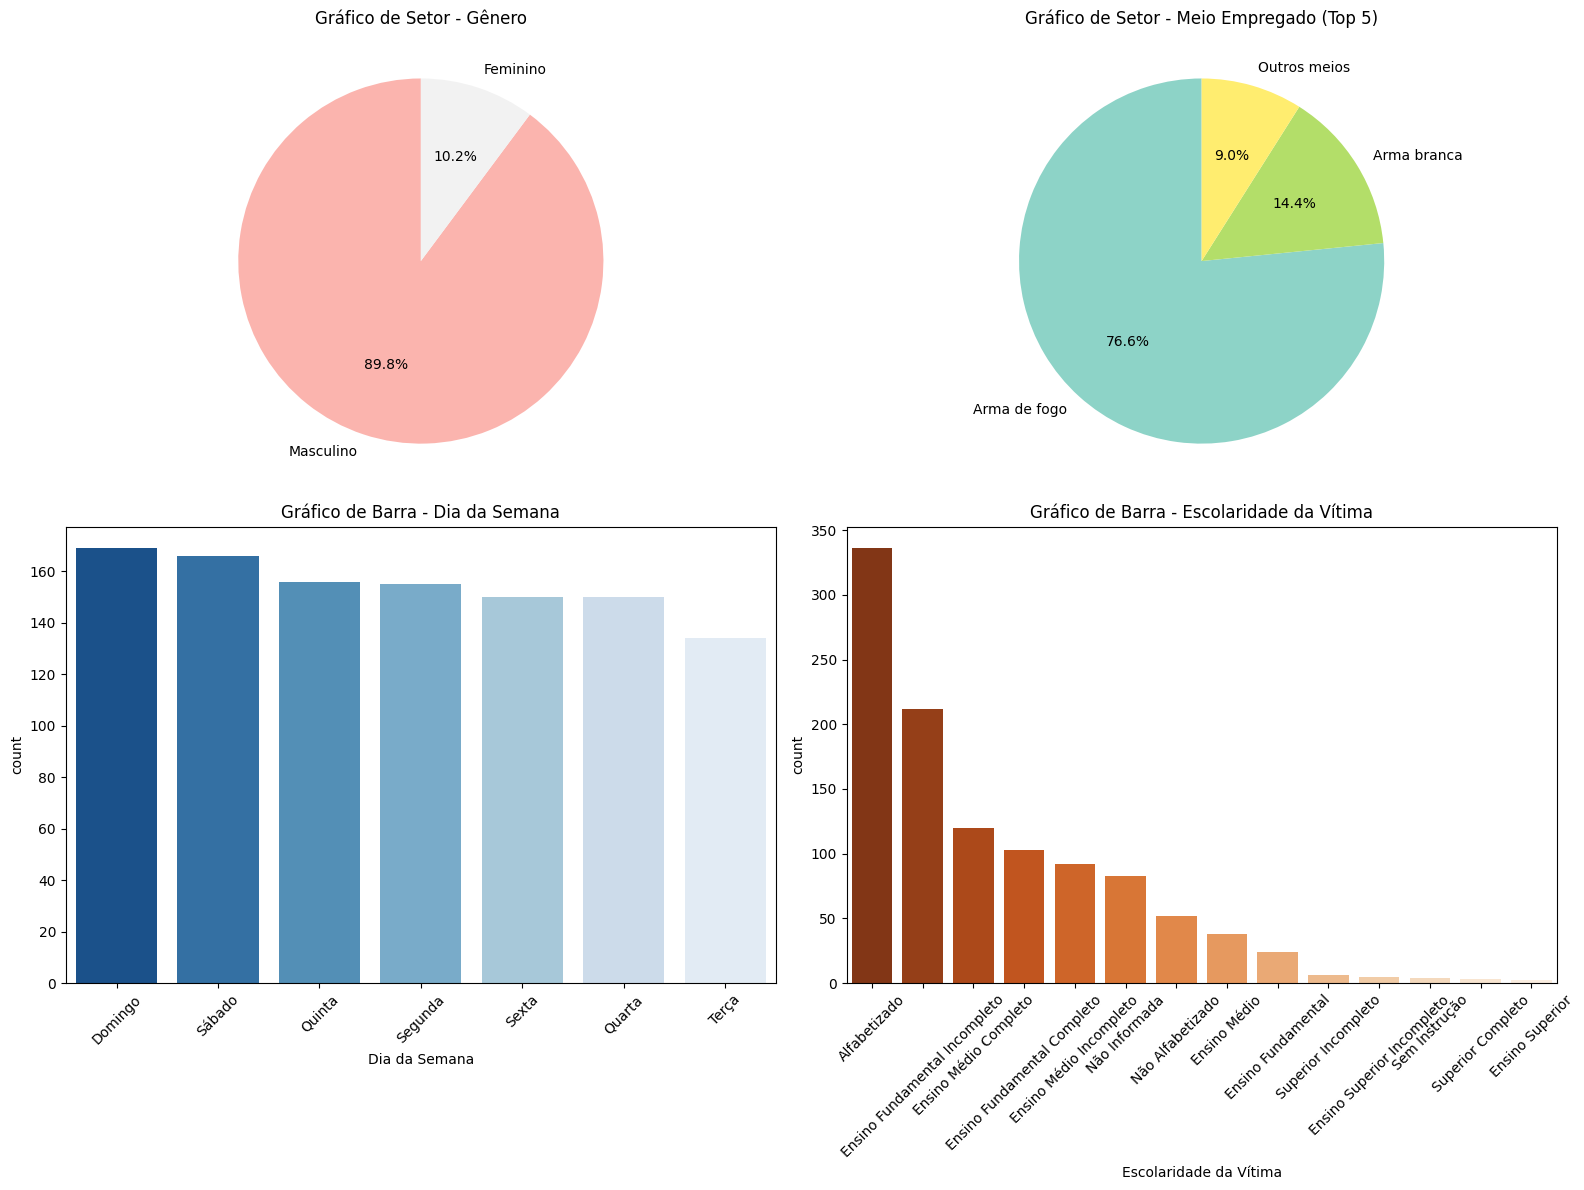 Gráfico de Setor - Gênero
Feminino
10.2%
89.8%
Masculino
Gráfico de Setor - Meio Empregado (Top 5)
Outros meios
Arma branca
9.0%
14.4%
76.6%
Arma de fogo
Gráfico de Barra - Dia da Semana
160
140
120
100
80
60
40
20
0
count
Domingo
Sábado
Quinta
Segunda
Sexta
Quarta
Terça
Dia da Semana
Gráfico de Barra - Escolaridade da Vítima
350
300
250
200
150
100
50
0
count
Alfabetizado
Ensino Fundamental Incompleto
Ensino Médio Completo
Ensino Fundamental Completo
Ensino Médio Incompleto
Não Informada
Não Alfabetizado
Ensino Médio
Ensino Fundamental
Superior Incompleto
Ensino Superior Incompleto
Sem Instrução
Superior Completo
Ensino Superior
Escolaridade da Vítima